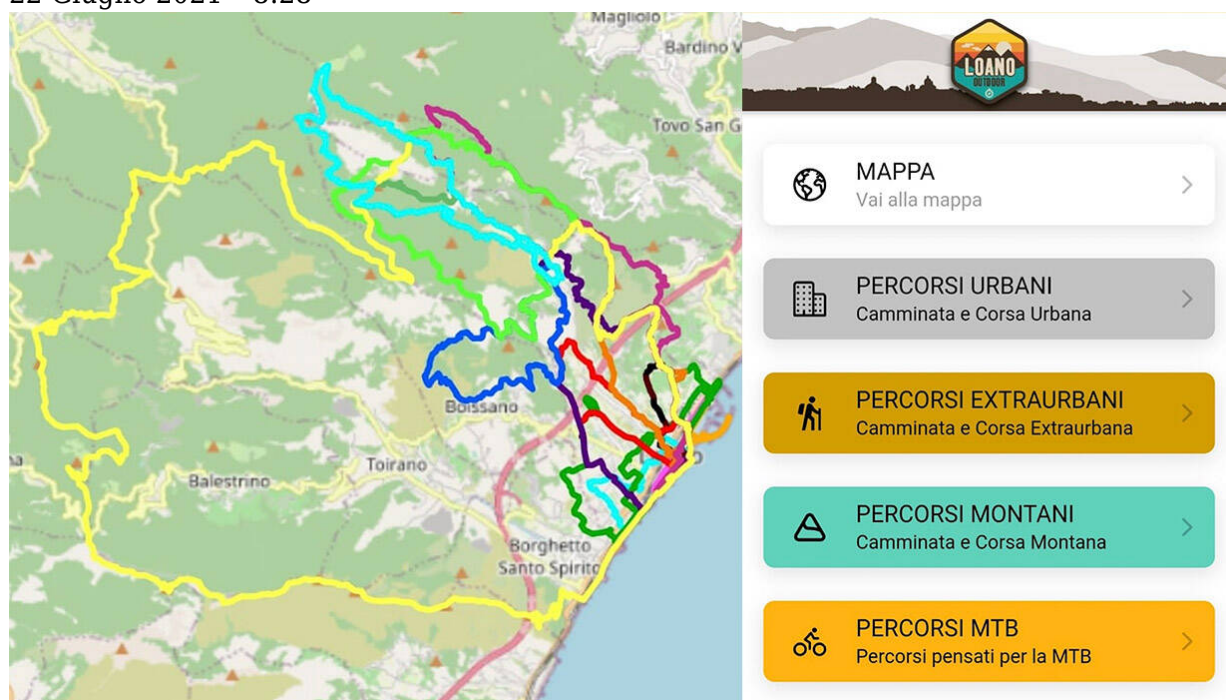 Magliolo
Bardino V
Tovo San G
Boissano
Toirano
Balestrino
Borghetto
Santo Spirito
LOANO
OUTDOOR
MAPPA
Vai alla mappa
PERCORSI URBANI
Camminata e Corsa Urbana
PERCORSI EXTRAURBANI
Camminata e Corsa Extraurbana
PERCORSI MONTANI
Camminata e Corsa Montana
PERCORSI MTB
Percorsi pensati per la MTB